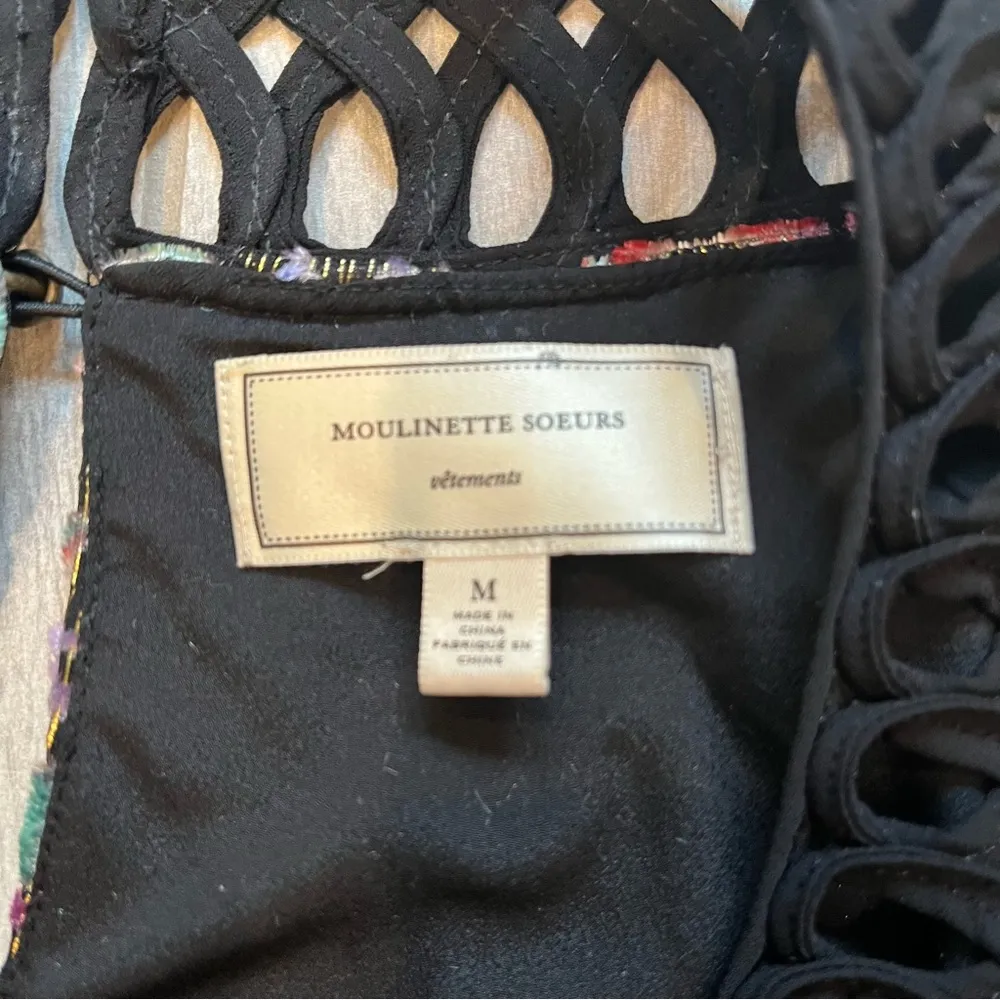 MOULINETTE SOEURS
vêtements
M
MADE IN
CHINA
FABRIQUÉ EN
CHINE